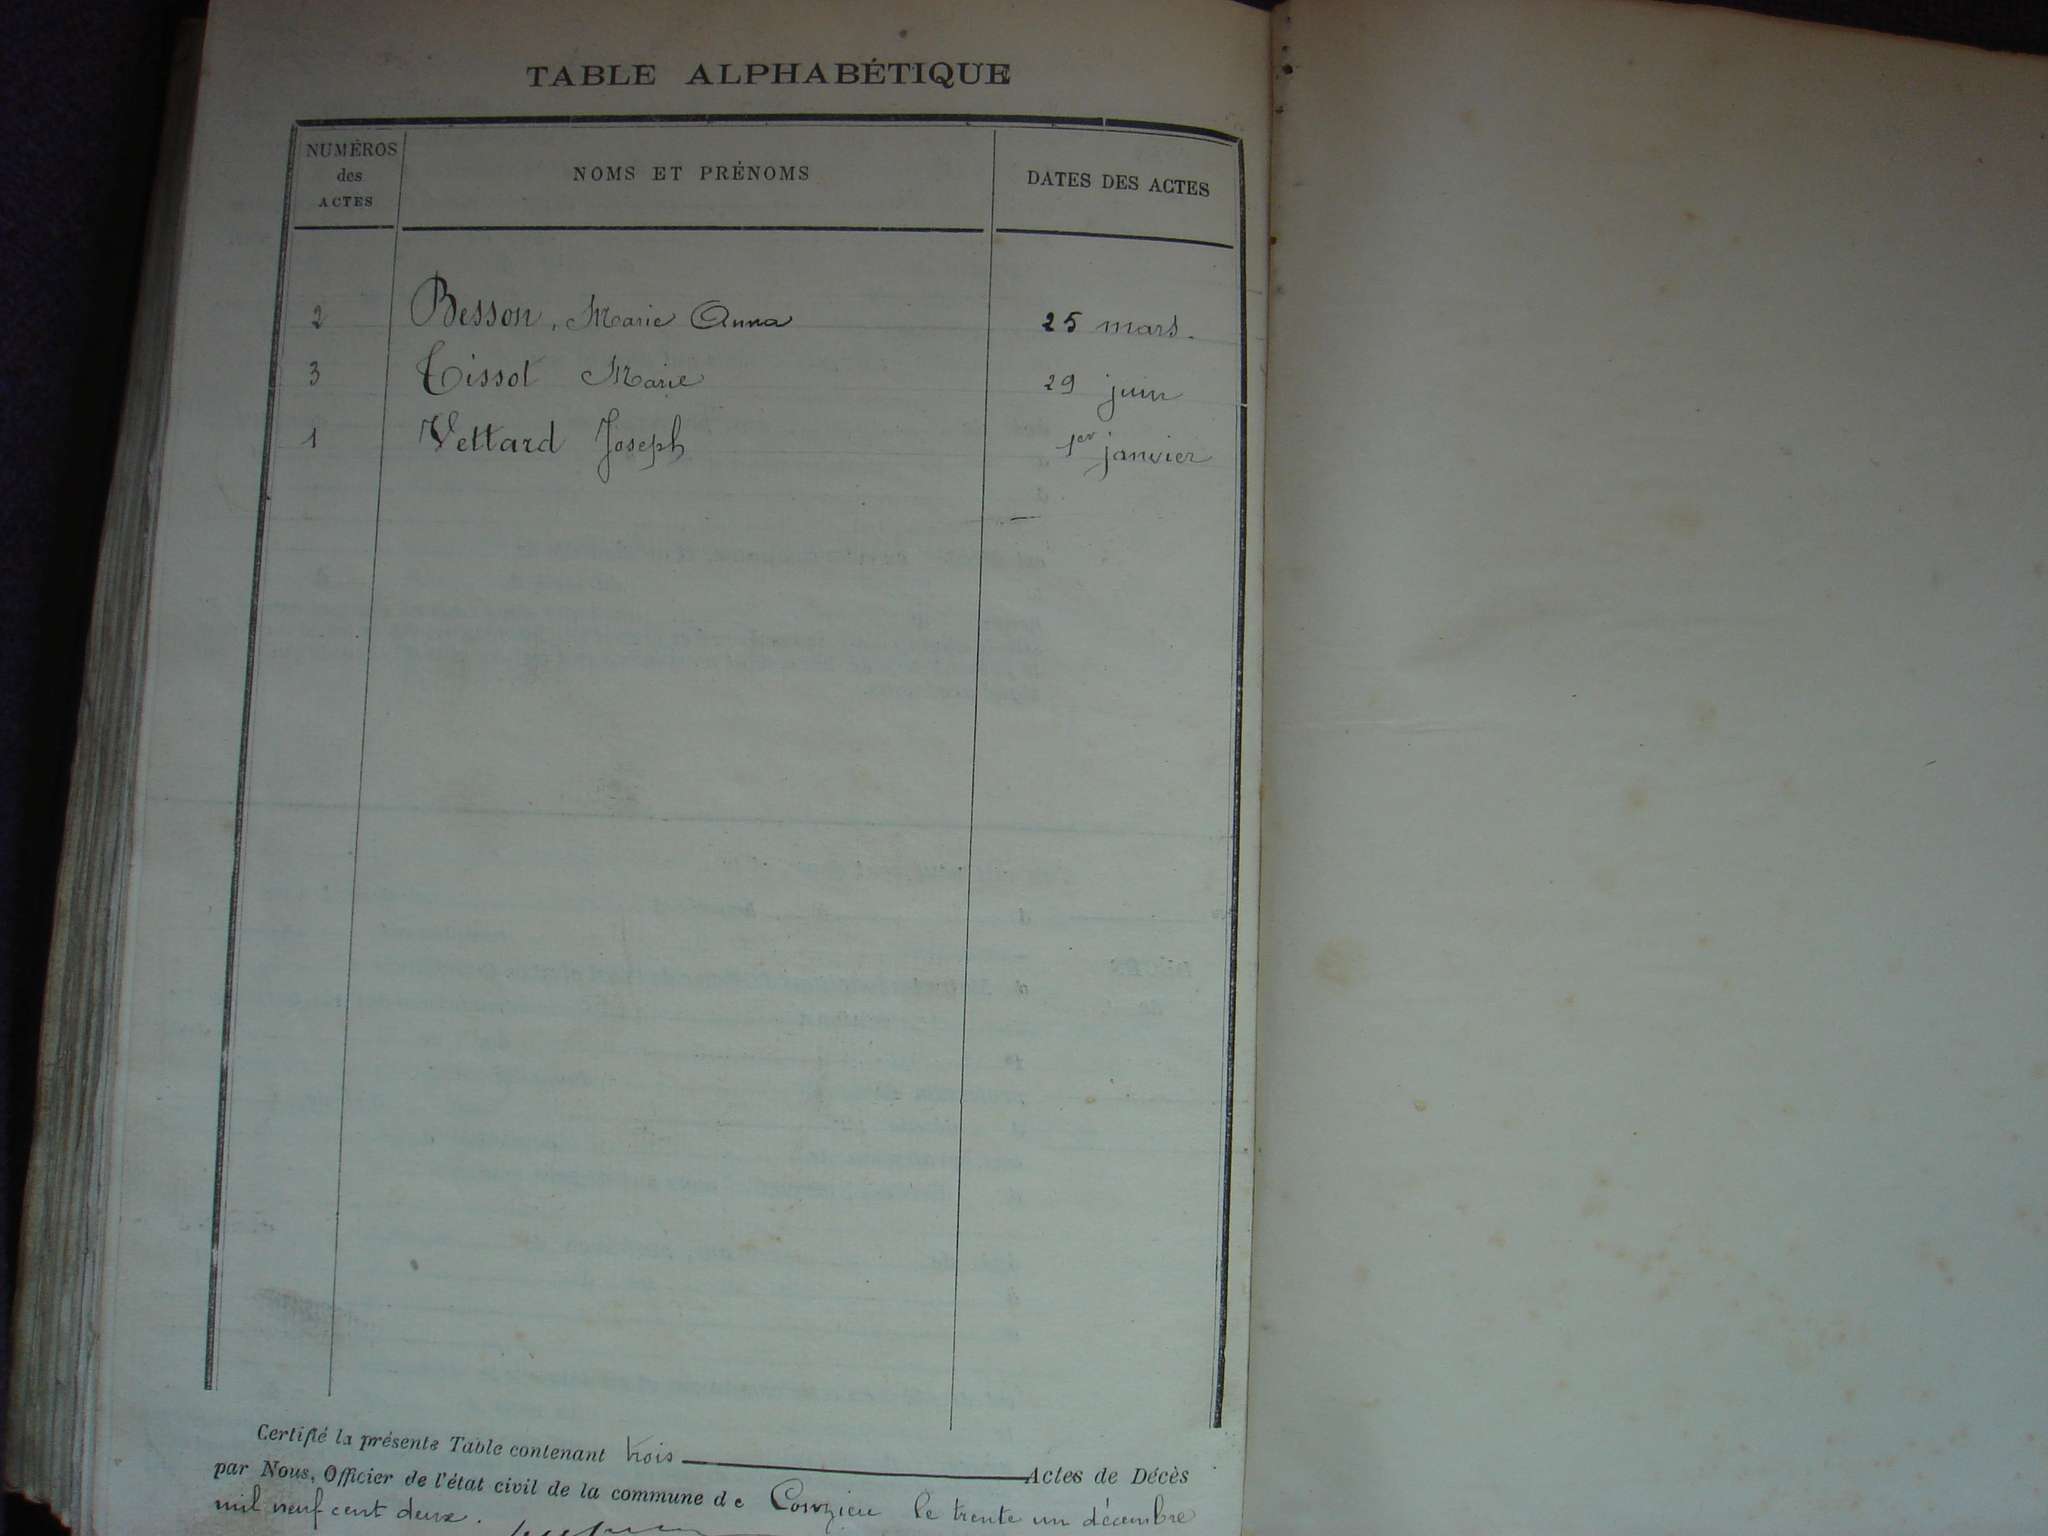 TABLE ALPHABÉTIQUE
NUMÉROS des ACTES
NOMS ET PRÉNOMS
DATES DES ACTES
2 Besson, Marie Anna 25 mars.
3 Tissot Marie 29 juin
1 Vettard Joseph 1er janvier
Certifié la présente Table contenant trois Actes de Décès
par Nous, Officier de l'état civil de la commune de Conzieu le trente un décembre
mil neuf cent deux.